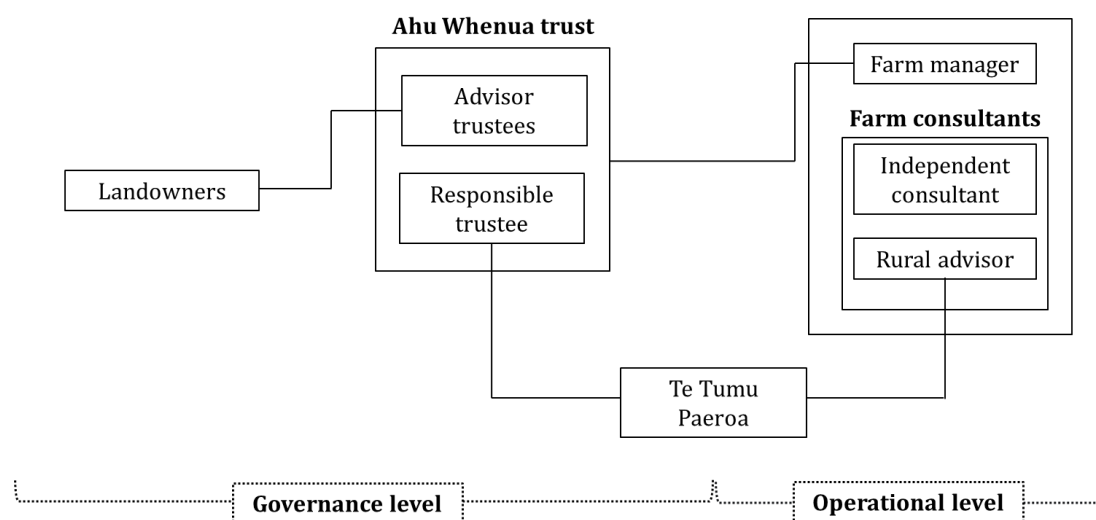 Ahu Whenua trust
Advisor
trustees
Landowners
Responsible
trustee
Farm manager
Farm consultants
Independent
consultant
Rural advisor
Te Tumu
Paeroa
Governance level
Operational level